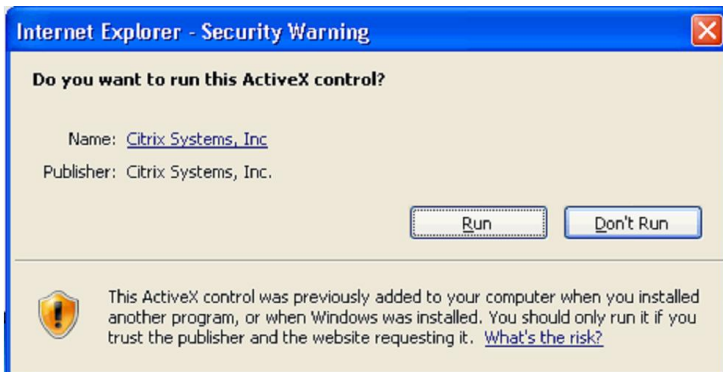 Internet Explorer - Security Warning
Do you want to run this ActiveX control?
Name: Citrix Systems, Inc
Publisher: Citrix Systems, Inc.
Run Don't Run
This ActiveX control was previously added to your computer when you installed
another program, or when Windows was installed. You should only run it if you
trust the publisher and the website requesting it. What's the risk?